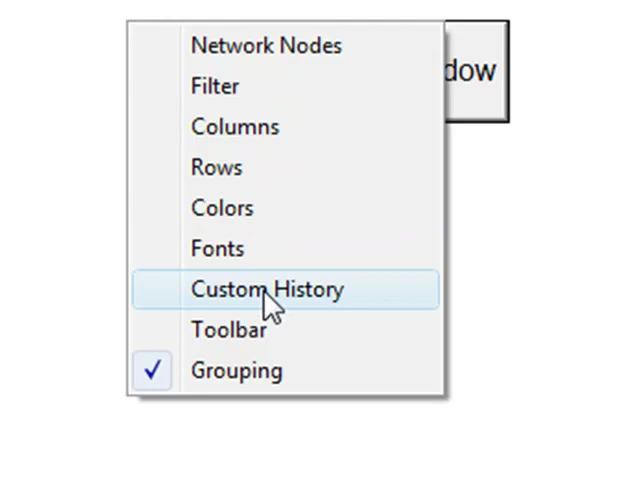 Network Nodes
dow
Filter
Columns
Rows
Colors
Fonts
Custom History
Toolbar
Grouping